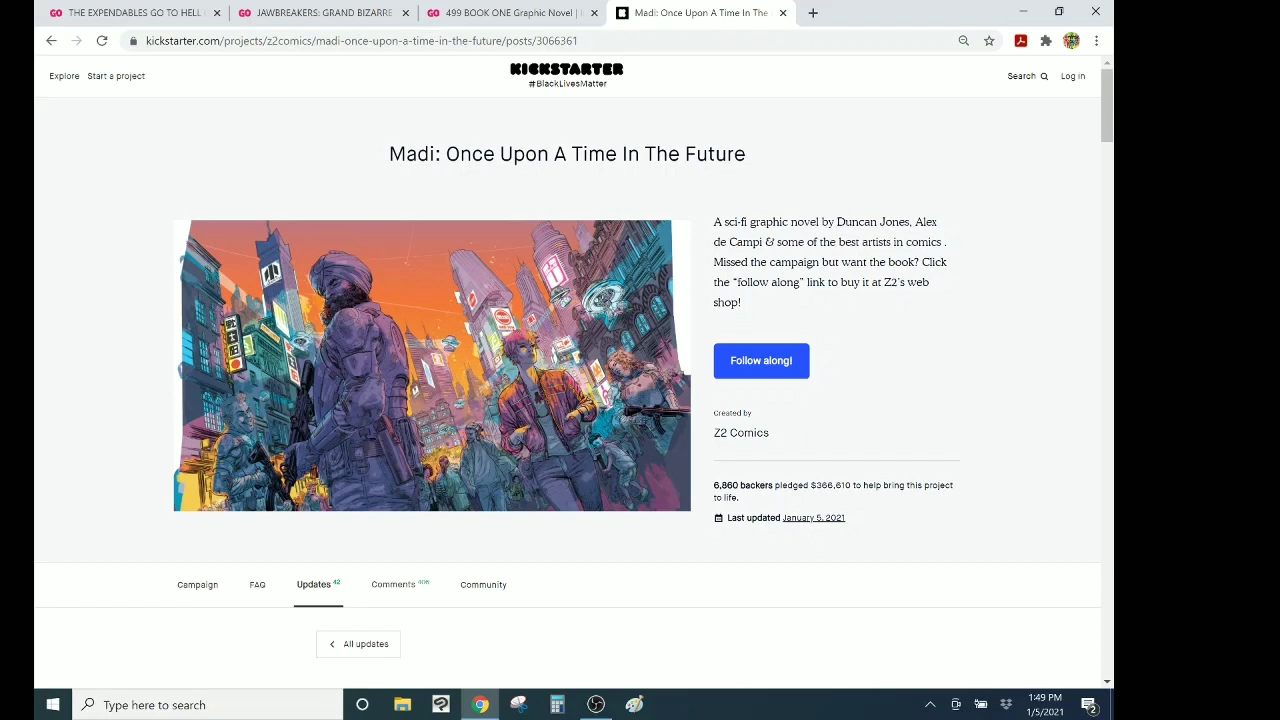 THE EXPENDABLES GO TO HELL
JAWBREAKERS: GRAND BIZARRE
499 BOOK ONE Graphic Novel | I
Madi: Once Upon A Time In The
kickstarter.com/projects/z2comics/madi-once-upon-a-time-in-the-future/posts/3066361
Explore Start a project
KICKSTARTER
#BlackLivesMatter
Search Log in
Madi: Once Upon A Time In The Future
A sci-fi graphic novel by Duncan Jones, Alex
de Campi & some of the best artists in comics .
Missed the campaign but want the book? Click
the “follow along” link to buy it at Z2’s web
shop!
Follow along!
Created by
Z2 Comics
6,860 backers pledged $366,610 to help bring this project
to life.
Last updated January 5, 2021
Campaign FAQ Updates 42 Comments Community
All updates
Type here to search
1:49 PM
1/5/2021
2